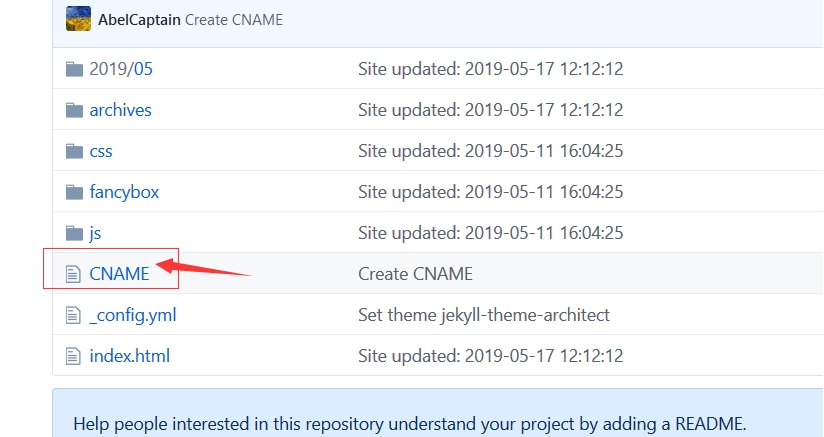 AbelCaptain Create CNAME
2019/05 Site updated: 2019-05-17 12:12:12
archives Site updated: 2019-05-17 12:12:12
css Site updated: 2019-05-11 16:04:25
fancybox Site updated: 2019-05-11 16:04:25
js Site updated: 2019-05-11 16:04:25
CNAME Create CNAME
_config.yml Set theme jekyll-theme-architect
index.html Site updated: 2019-05-17 12:12:12
Help people interested in this repository understand your project by adding a README.